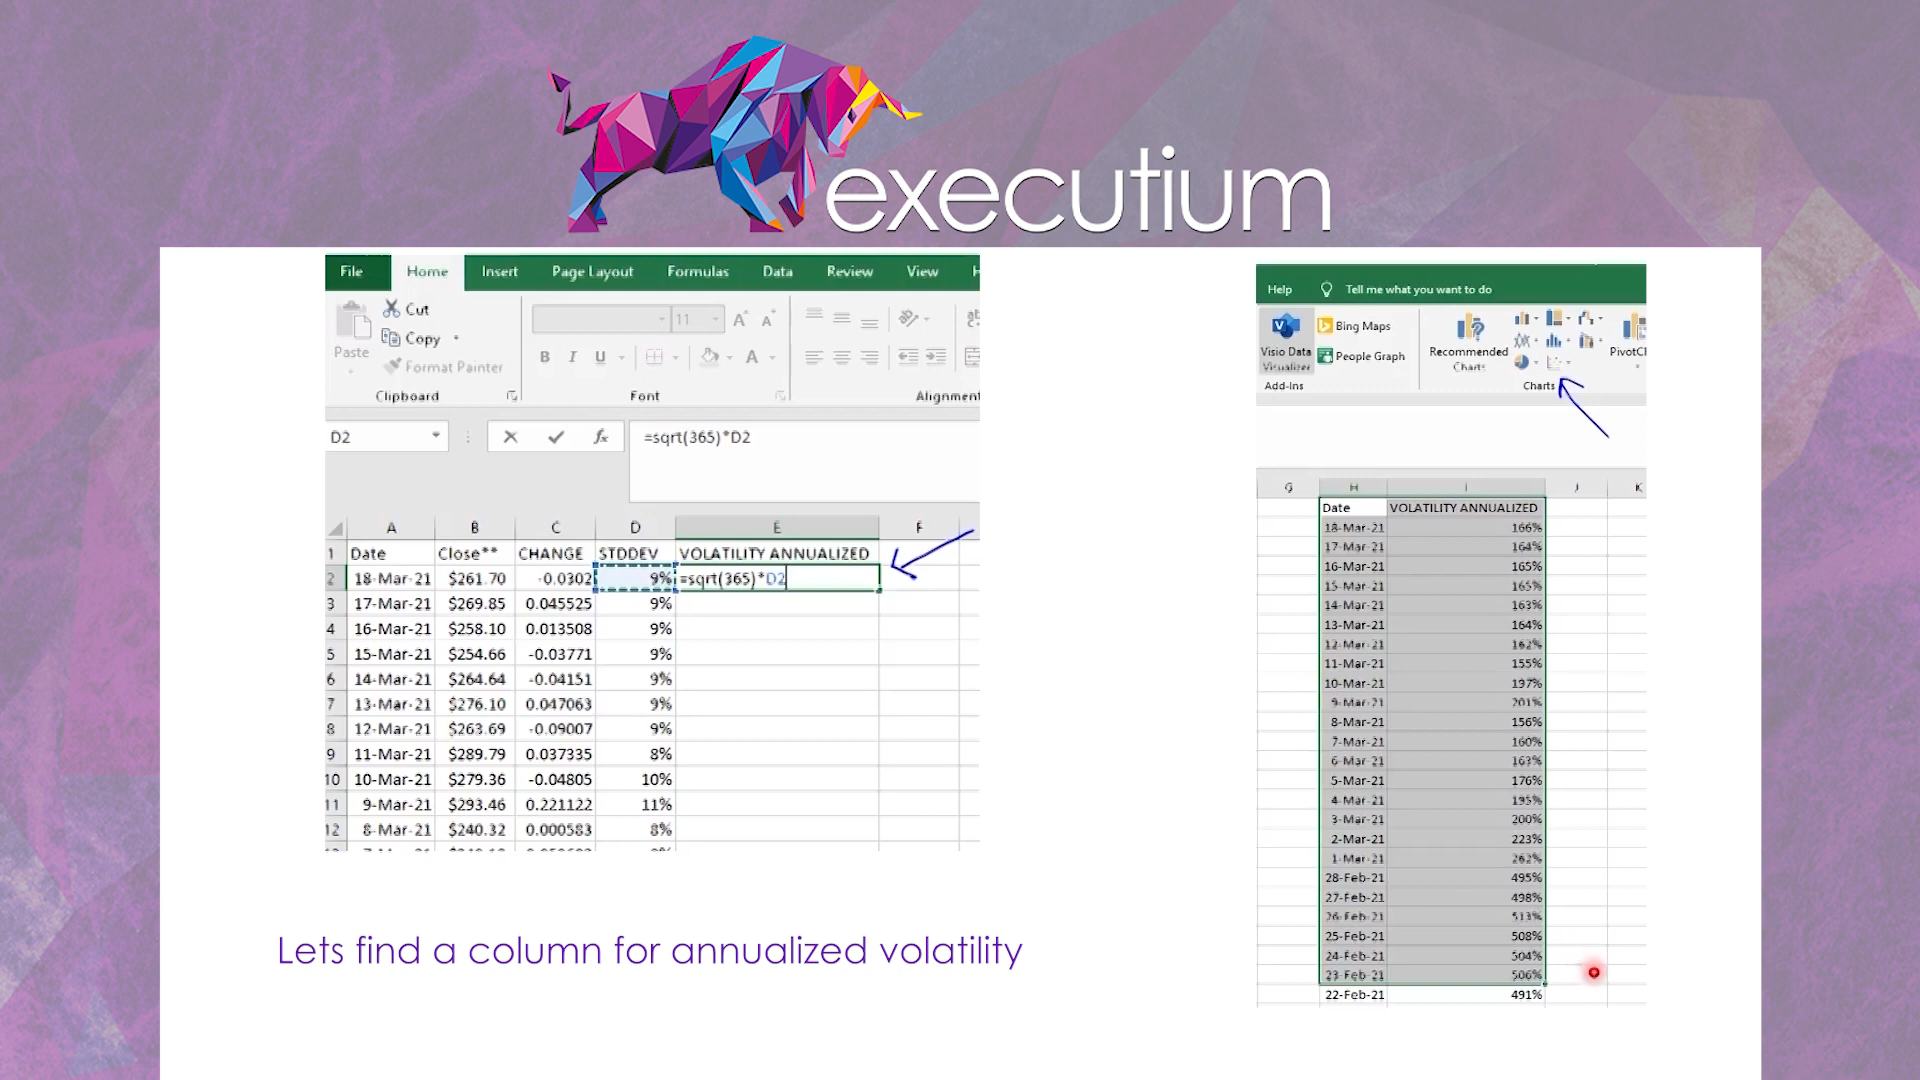 executium
File Home Insert Page Layout Formulas Data Review View H
Cut
Copy
Paste
Format Painter
11
B I U
Clipboard Font Alignment
D2 =sqrt(365)*D2
A B C D E F
1 Date Close** CHANGE STDDEV VOLATILITY ANNUALIZED
2 18-Mar-21 $261.70 -0.0302 9% =sqrt(365)*D2
3 17-Mar-21 $269.85 0.045525 9%
4 16-Mar-21 $258.10 0.013508 9%
5 15-Mar-21 $254.66 -0.03771 9%
6 14-Mar-21 $264.64 -0.04151 9%
7 13-Mar-21 $276.10 0.047063 9%
8 12-Mar-21 $263.69 -0.09007 9%
9 11-Mar-21 $289.79 0.037335 8%
10 10-Mar-21 $279.36 -0.04805 10%
11 9-Mar-21 $293.46 0.221122 11%
12 8-Mar-21 $240.32 0.000583 8%
Lets find a column for annualized volatility
Help Tell me what you want to do
Bing Maps
Visio Data Visualizer
People Graph
Recommended Charts
PivotCh
Add-Ins Charts
G H I J K
Date VOLATILITY ANNUALIZED
18-Mar-21 166%
17-Mar-21 164%
16-Mar-21 165%
15-Mar-21 165%
14-Mar-21 163%
13-Mar-21 164%
12-Mar-21 162%
11-Mar-21 155%
10-Mar-21 197%
9-Mar-21 201%
8-Mar-21 156%
7-Mar-21 160%
6-Mar-21 163%
5-Mar-21 176%
4-Mar-21 195%
3-Mar-21 200%
2-Mar-21 223%
1-Mar-21 262%
28-Feb-21 495%
27-Feb-21 498%
26-Feb-21 513%
25-Feb-21 508%
24-Feb-21 504%
23-Feb-21 506%
22-Feb-21 491%